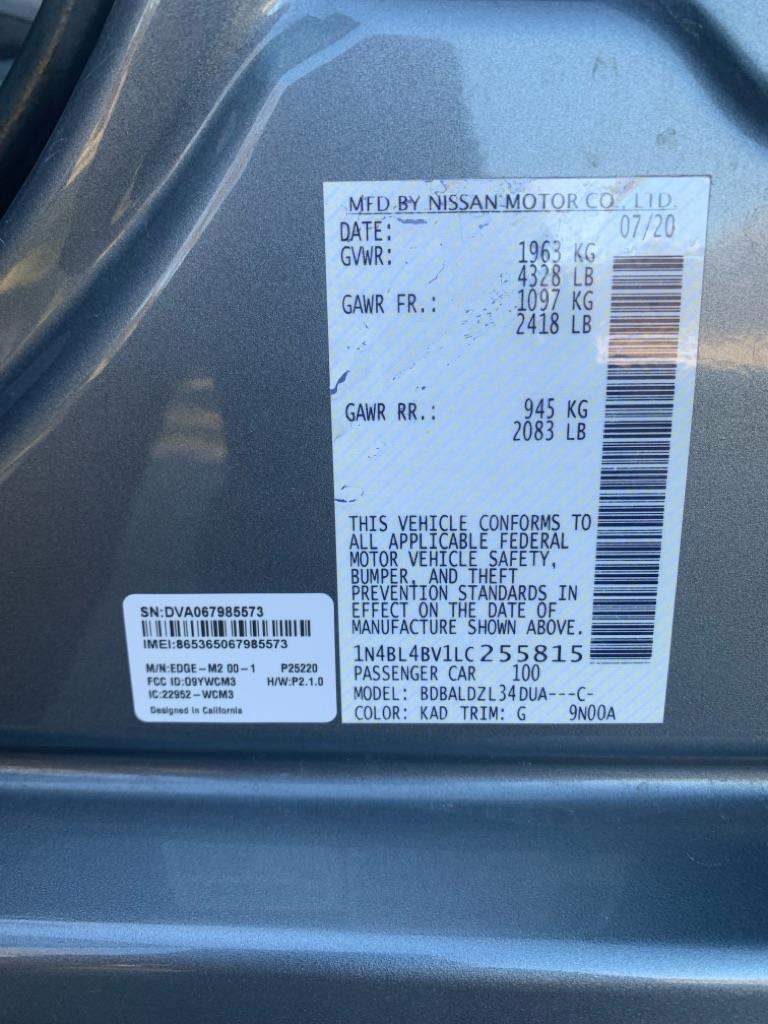 MFD BY NISSAN MOTOR CO., LTD.
DATE: 07/20
GVWR: 1963 KG
4328 LB
GAWR FR.: 1097 KG
2418 LB
GAWR RR.: 945 KG
2083 LB
THIS VEHICLE CONFORMS TO
ALL APPLICABLE FEDERAL
MOTOR VEHICLE SAFETY,
BUMPER, AND THEFT
PREVENTION STANDARDS IN
EFFECT ON THE DATE OF
MANUFACTURE SHOWN ABOVE.
1N4BL4BV1LC255815
PASSENGER CAR 100
MODEL: BDBALDZL34DUA---C-
COLOR: KAD TRIM: G 9N00A
SN:DVA067985573
IMEI:865365067985573
M/N:EDGE-M2 00-1 P25220
FCC ID:O9YWCM3 H/W:P2.1.0
IC:22952-WCM3
Designed in California